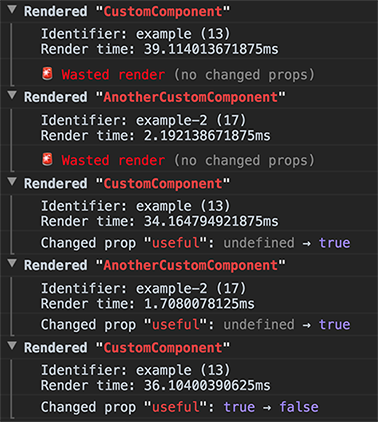 Rendered "CustomComponent"
Identifier: example (13)
Render time: 39.114013671875ms
🚨 Wasted render (no changed props)
Rendered "AnotherCustomComponent"
Identifier: example-2 (17)
Render time: 2.192138671875ms
🚨 Wasted render (no changed props)
Rendered "CustomComponent"
Identifier: example (13)
Render time: 34.164794921875ms
Changed prop "useful": undefined → true
Rendered "AnotherCustomComponent"
Identifier: example-2 (17)
Render time: 1.7080078125ms
Changed prop "useful": undefined → true
Rendered "CustomComponent"
Identifier: example (13)
Render time: 36.10400390625ms
Changed prop "useful": true → false